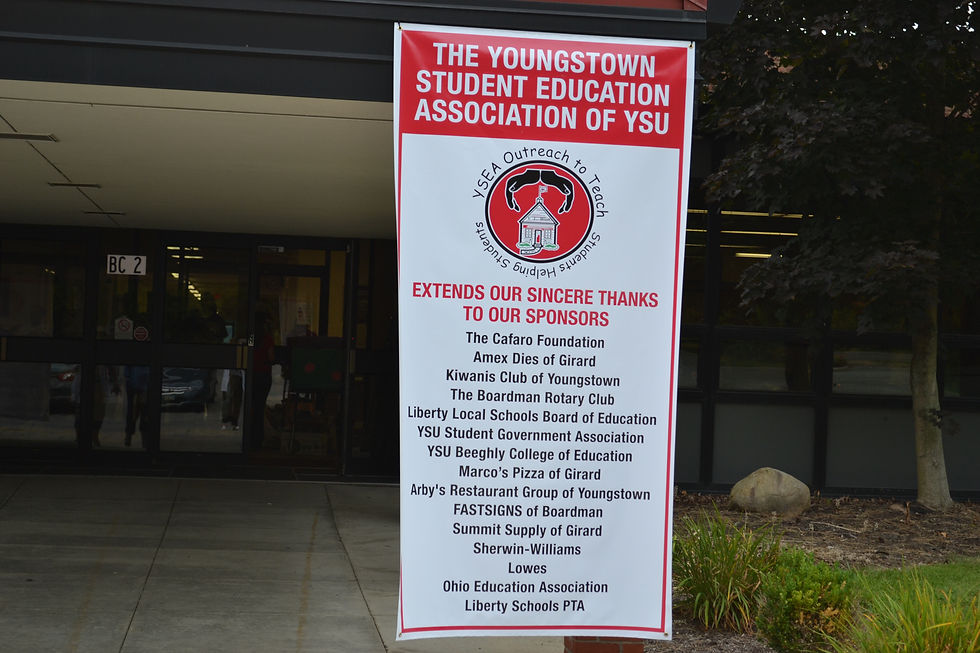 THE YOUNGSTOWN
STUDENT EDUCATION
ASSOCIATION OF YSU
YSEA Outreach to Teach
Students Helping Students
EXTENDS OUR SINCERE THANKS
TO OUR SPONSORS
The Cafaro Foundation
Amex Dies of Girard
Kiwanis Club of Youngstown
The Boardman Rotary Club
Liberty Local Schools Board of Education
YSU Student Government Association
YSU Beeghly College of Education
Marco's Pizza of Girard
Arby's Restaurant Group of Youngstown
FASTSIGNS of Boardman
Summit Supply of Girard
Sherwin-Williams
Lowes
Ohio Education Association
Liberty Schools PTA
BC 2